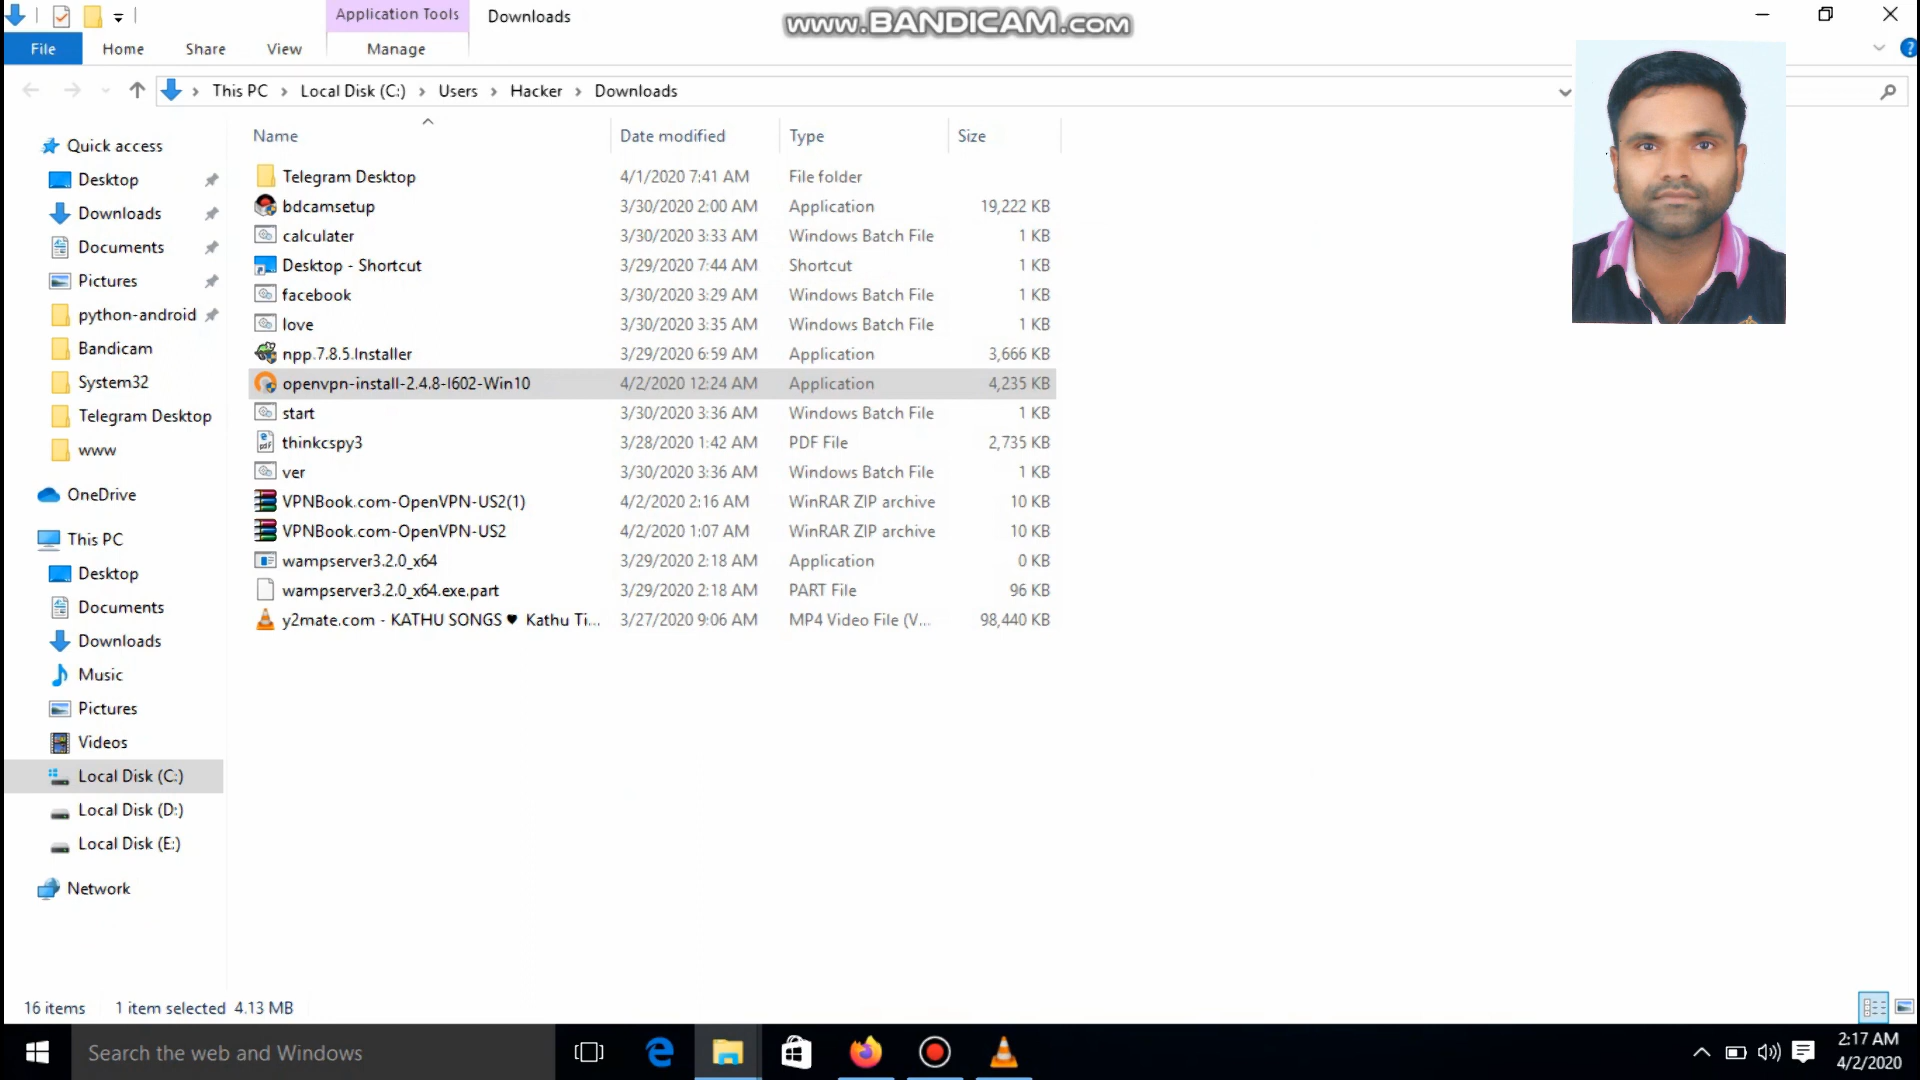 Application Tools Downloads
www.BANDICAM.com
File Home Share View Manage
This PC Local Disk (C:) Users Hacker Downloads
Name Date modified Type Size
Quick access
Desktop
Downloads
Documents
Pictures
python-android
Bandicam
System32
Telegram Desktop
www
OneDrive
This PC
Desktop
Documents
Downloads
Music
Pictures
Videos
Local Disk (C:)
Local Disk (D:)
Local Disk (E:)
Network
Telegram Desktop 4/1/2020 7:41 AM File folder
bdcamsetup 3/30/2020 2:00 AM Application 19,222 KB
calculater 3/30/2020 3:33 AM Windows Batch File 1 KB
Desktop - Shortcut 3/29/2020 7:44 AM Shortcut 1 KB
facebook 3/30/2020 3:29 AM Windows Batch File 1 KB
love 3/30/2020 3:35 AM Windows Batch File 1 KB
npp.7.8.5.Installer 3/29/2020 6:59 AM Application 3,666 KB
openvpn-install-2.4.8-I602-Win10 4/2/2020 12:24 AM Application 4,235 KB
start 3/30/2020 3:36 AM Windows Batch File 1 KB
thinkcspy3 3/28/2020 1:42 AM PDF File 2,735 KB
ver 3/30/2020 3:36 AM Windows Batch File 1 KB
VPNBook.com-OpenVPN-US2(1) 4/2/2020 2:16 AM WinRAR ZIP archive 10 KB
VPNBook.com-OpenVPN-US2 4/2/2020 1:07 AM WinRAR ZIP archive 10 KB
wampserver3.2.0_x64 3/29/2020 2:18 AM Application 0 KB
wampserver3.2.0_x64.exe.part 3/29/2020 2:18 AM PART File 96 KB
y2mate.com - KATHU SONGS ♥ Kathu Ti... 3/27/2020 9:06 AM MP4 Video File (V... 98,440 KB
16 items 1 item selected 4.13 MB
Search the web and Windows
2:17 AM
4/2/2020